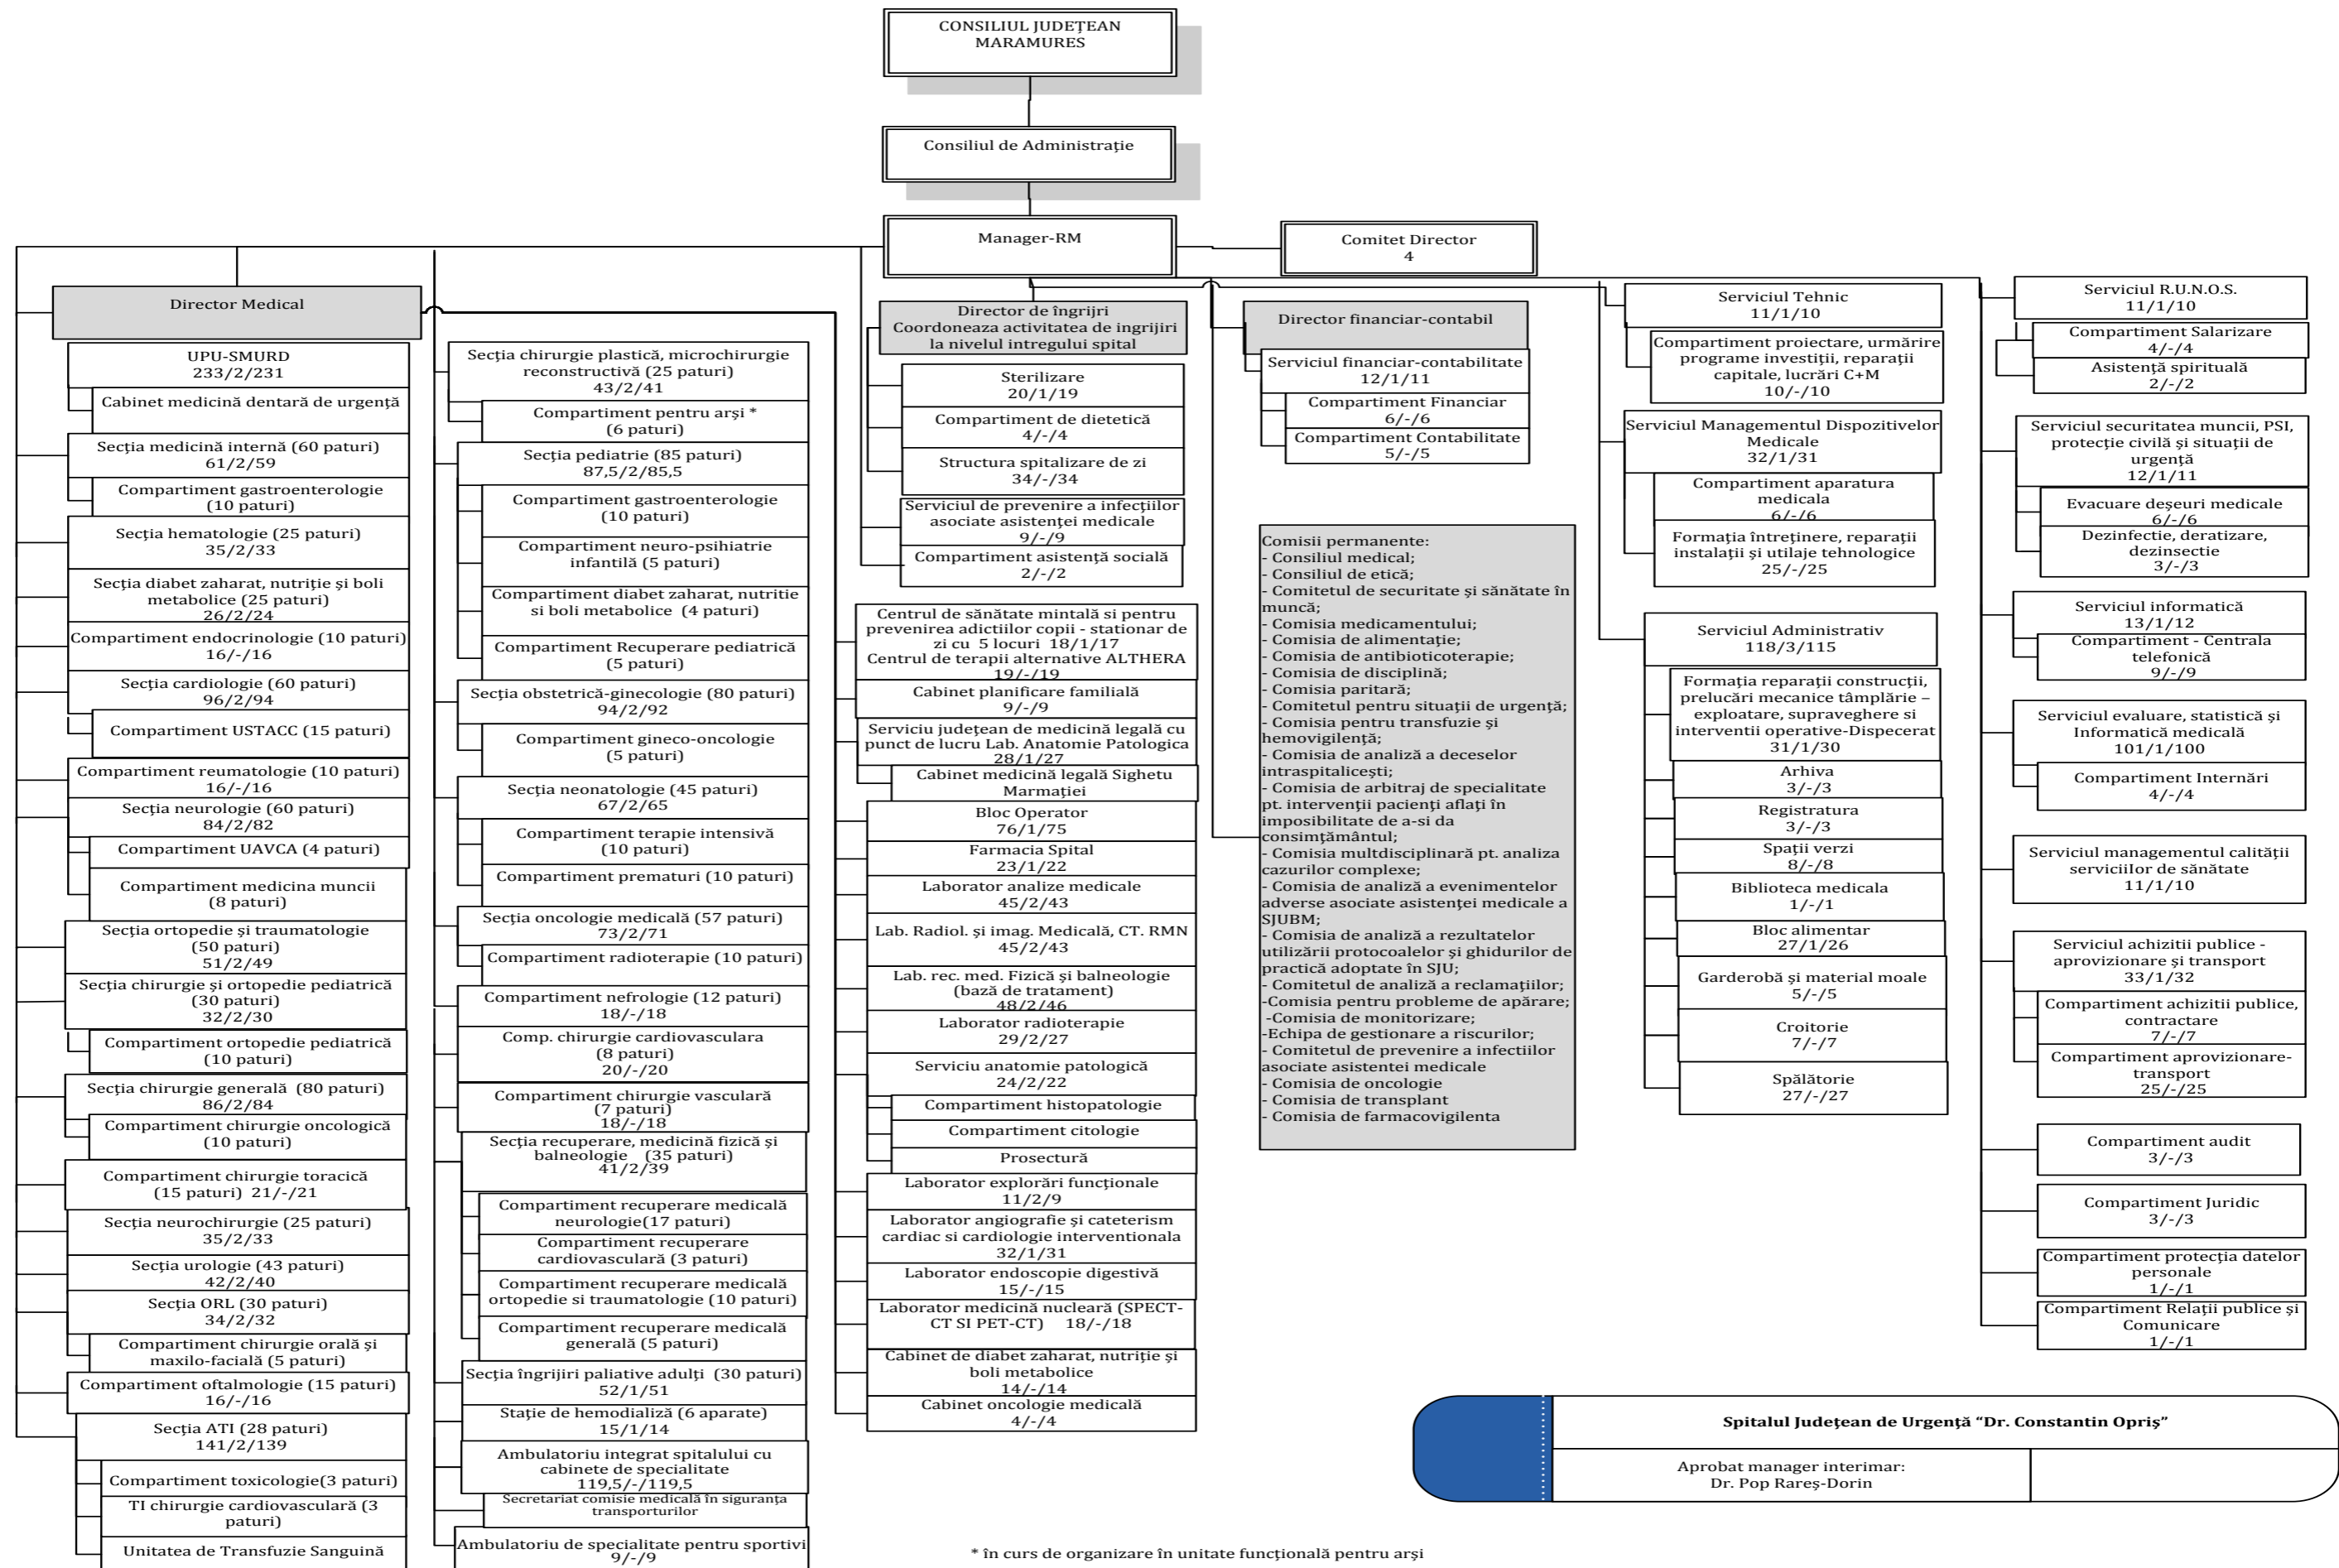 CONSILIUL JUDEȚEAN
MARAMURES
Consiliul de Administrație
Manager-RM
Comitet Director
4
Director Medical
UPU-SMURD
233/2/231
Cabinet medicină dentară de urgență
Secția medicină internă (60 paturi)
61/2/59
Compartiment gastroenterologie
(10 paturi)
Secția hematologie (25 paturi)
35/2/33
Secția diabet zaharat, nutriție și boli
metabolice (25 paturi)
26/2/24
Compartiment endocrinologie (10 paturi)
16/-/16
Secția cardiologie (60 paturi)
96/2/94
Compartiment USTACC (15 paturi)
Compartiment reumatologie (10 paturi)
16/-/16
Secția neurologie (60 paturi)
84/2/82
Compartiment UAVCA (4 paturi)
Compartiment medicina muncii
(8 paturi)
Secția ortopedie și traumatologie
(50 paturi)
51/2/49
Secția chirurgie și ortopedie pediatrică
(30 paturi)
32/2/30
Compartiment ortopedie pediatrică
(10 paturi)
Secția chirurgie generală (80 paturi)
86/2/84
Compartiment chirurgie oncologică
(10 paturi)
Compartiment chirurgie toracică
(15 paturi) 21/-/21
Secția neurochirurgie (25 paturi)
35/2/33
Secția urologie (43 paturi)
42/2/40
Secția ORL (30 paturi)
34/2/32
Compartiment chirurgie orală și
maxilo-facială (5 paturi)
Compartiment oftalmologie (15 paturi)
16/-/16
Secția ATI (28 paturi)
141/2/139
Compartiment toxicologie(3 paturi)
TI chirurgie cardiovasculară (3
paturi)
Unitatea de Transfuzie Sanguină
Secția chirurgie plastică, microchirurgie
reconstructivă (25 paturi)
43/2/41
Compartiment pentru arși *
(6 paturi)
Secția pediatrie (85 paturi)
87,5/2/85,5
Compartiment gastroenterologie
(10 paturi)
Compartiment neuro-psihiatrie
infantilă (5 paturi)
Compartiment diabet zaharat, nutritie
si boli metabolice (4 paturi)
Compartiment Recuperare pediatrică
(5 paturi)
Secția obstetrică-ginecologie (80 paturi)
94/2/92
Compartiment gineco-oncologie
(5 paturi)
Secția neonatologie (45 paturi)
67/2/65
Compartiment terapie intensivă
(10 paturi)
Compartiment prematuri (10 paturi)
Secția oncologie medicală (57 paturi)
73/2/71
Compartiment radioterapie (10 paturi)
Compartiment nefrologie (12 paturi)
18/-/18
Comp. chirurgie cardiovasculara
(8 paturi)
20/-/20
Compartiment chirurgie vasculară
(7 paturi)
18/-/18
Secția recuperare, medicină fizică și
balneologie (35 paturi)
41/2/39
Compartiment recuperare medicală
neurologie(17 paturi)
Compartiment recuperare
cardiovasculară (3 paturi)
Compartiment recuperare medicală
ortopedie si traumatologie (10 paturi)
Compartiment recuperare medicală
generală (5 paturi)
Secția îngrijiri paliative adulți (30 paturi)
52/1/51
Stație de hemodializă (6 aparate)
15/1/14
Ambulatoriu integrat spitalului cu
cabinete de specialitate
119,5/-/119,5
Secretariat comisie medicală în siguranța
transporturilor
Ambulatoriu de specialitate pentru sportivi
9/-/9
Director de îngrijri
Coordoneaza activitatea de ingrijiri
la nivelul intregului spital
Sterilizare
20/1/19
Compartiment de dietetică
4/-/4
Structura spitalizare de zi
34/-/34
Serviciul de prevenire a infecțiilor
asociate asistenței medicale
9/-/9
Compartiment asistență socială
2/-/2
Centrul de sănătate mintală si pentru
prevenirea adictiilor copii - stationar de
zi cu 5 locuri 18/1/17
Centrul de terapii alternative ALTHERA
19/-/19
Cabinet planificare familială
9/-/9
Serviciu județean de medicină legală cu
punct de lucru Lab. Anatomie Patologica
28/1/27
Cabinet medicină legală Sighetu
Marmației
Bloc Operator
76/1/75
Farmacia Spital
23/1/22
Laborator analize medicale
45/2/43
Lab. Radiol. și imag. Medicală, CT. RMN
45/2/43
Lab. rec. med. Fizică și balneologie
(bază de tratament)
48/2/46
Laborator radioterapie
29/2/27
Serviciu anatomie patologică
24/2/22
Compartiment histopatologie
Compartiment citologie
Prosectură
Laborator explorări funcționale
11/2/9
Laborator angiografie și cateterism
cardiac si cardiologie interventionala
32/1/31
Laborator endoscopie digestivă
15/-/15
Laborator medicină nucleară (SPECT-
CT SI PET-CT) 18/-/18
Cabinet de diabet zaharat, nutriție și
boli metabolice
14/-/14
Cabinet oncologie medicală
4/-/4
Director financiar-contabil
Serviciul financiar-contabilitate
12/1/11
Compartiment Financiar
6/-/6
Compartiment Contabilitate
5/-/5
Comisii permanente:
- Consiliul medical;
- Consiliul de etică;
- Comitetul de securitate și sănătate în
muncă;
- Comisia medicamentului;
- Comisia de alimentație;
- Comisia de antibioticoterapie;
- Comisia de disciplină;
- Comisia paritară;
- Comitetul pentru situații de urgență;
- Comisia pentru transfuzie și
hemovigilență;
- Comisia de analiză a deceselor
intraspitalicești;
- Comisia de arbitraj de specialitate
pt. intervenții pacienți aflați în
imposibilitate de a-si da
consimțământul;
- Comisia multdisciplinară pt. analiza
cazurilor complexe;
- Comisia de analiză a evenimentelor
adverse asociate asistenței medicale a
SJUBM;
- Comisia de analiză a rezultatelor
utilizării protocoalelor și ghidurilor de
practică adoptate în SJU;
- Comitetul de analiză a reclamațiilor;
-Comisia pentru probleme de apărare;
-Comisia de monitorizare;
-Echipa de gestionare a riscurilor;
- Comitetul de prevenire a infectiilor
asociate asistentei medicale
- Comisia de oncologie
- Comisia de transplant
- Comisia de farmacovigilenta
Serviciul Tehnic
11/1/10
Compartiment proiectare, urmărire
programe investiții, reparații
capitale, lucrări C+M
10/-/10
Serviciul Managementul Dispozitivelor
Medicale
32/1/31
Compartiment aparatura
medicala
6/-/6
Formația întreținere, reparații
instalații și utilaje tehnologice
25/-/25
Serviciul Administrativ
118/3/115
Formația reparații construcții,
prelucări mecanice tâmplărie –
exploatare, supraveghere si
interventii operative-Dispecerat
31/1/30
Arhiva
3/-/3
Registratura
3/-/3
Spații verzi
8/-/8
Biblioteca medicala
1/-/1
Bloc alimentar
27/1/26
Garderobă și material moale
5/-/5
Croitorie
7/-/7
Spălătorie
27/-/27
Serviciul R.U.N.O.S.
11/1/10
Compartiment Salarizare
4/-/4
Asistență spirituală
2/-/2
Serviciul securitatea muncii, PSI,
protecție civilă și situații de
urgență
12/1/11
Evacuare deșeuri medicale
6/-/6
Dezinfectie, deratizare,
dezinsectie
3/-/3
Serviciul informatică
13/1/12
Compartiment - Centrala
telefonică
9/-/9
Serviciul evaluare, statistică și
Informatică medicală
101/1/100
Compartiment Internări
4/-/4
Serviciul managementul calității
serviciilor de sănătate
11/1/10
Serviciul achizitii publice -
aprovizionare și transport
33/1/32
Compartiment achizitii publice,
contractare
7/-/7
Compartiment aprovizionare-
transport
25/-/25
Compartiment audit
3/-/3
Compartiment Juridic
3/-/3
Compartiment protecția datelor
personale
1/-/1
Compartiment Relații publice și
Comunicare
1/-/1
Spitalul Județean de Urgență “Dr. Constantin Opriș”
Aprobat manager interimar:
Dr. Pop Rareș-Dorin
* în curs de organizare în unitate funcțională pentru arși